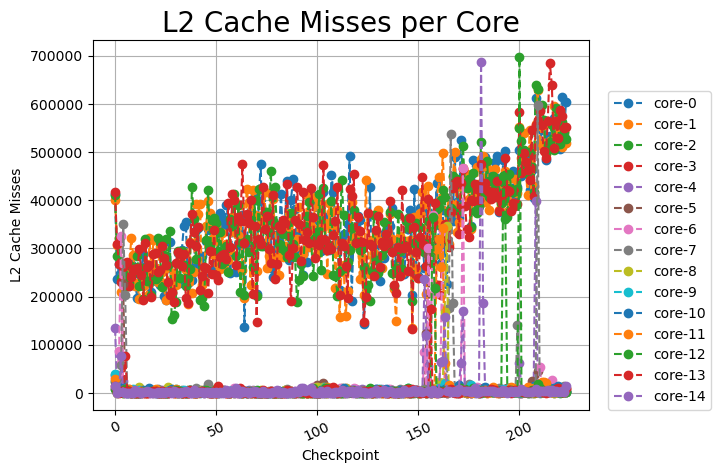 L2 Cache Misses per Core
700000
600000
500000
400000
300000
200000
100000
0
L2 Cache Misses
0
50
100
150
200
Checkpoint
core-0
core-1
core-2
core-3
core-4
core-5
core-6
core-7
core-8
core-9
core-10
core-11
core-12
core-13
core-14